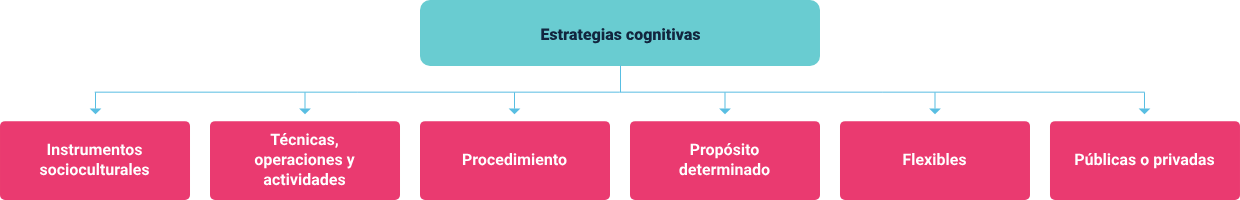 Estrategias cognitivas
Instrumentos
socioculturales
Técnicas,
operaciones y
actividades
Procedimiento
Propósito
determinado
Flexibles
Públicas o privadas